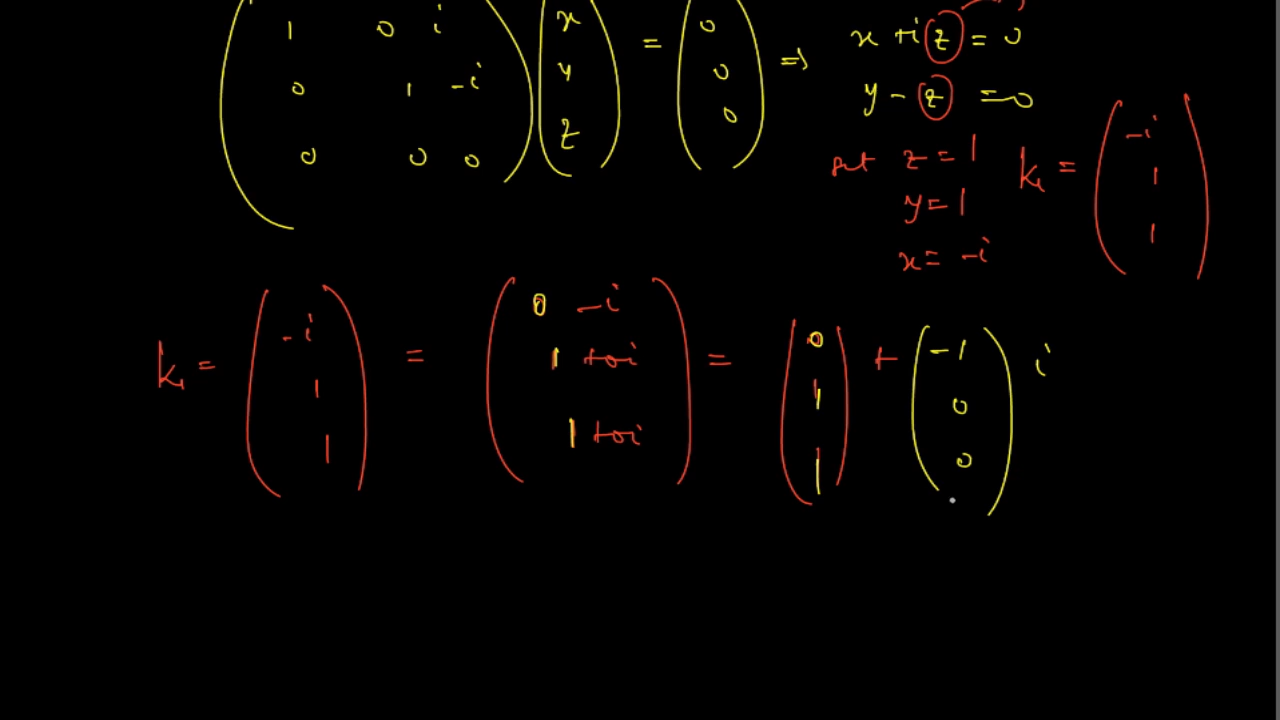 1 0 i x = 0 ⇒ x + i z = 0
0 1 -i y 0 y - z = 0
0 0 0 z 0
set z = 1
y = 1
x = -i
k₁ = -i
1
1
k₁ = -i = 0 -i = 0 + -1 i
1 1 +0i 1 0
1 1 +0i 1 0